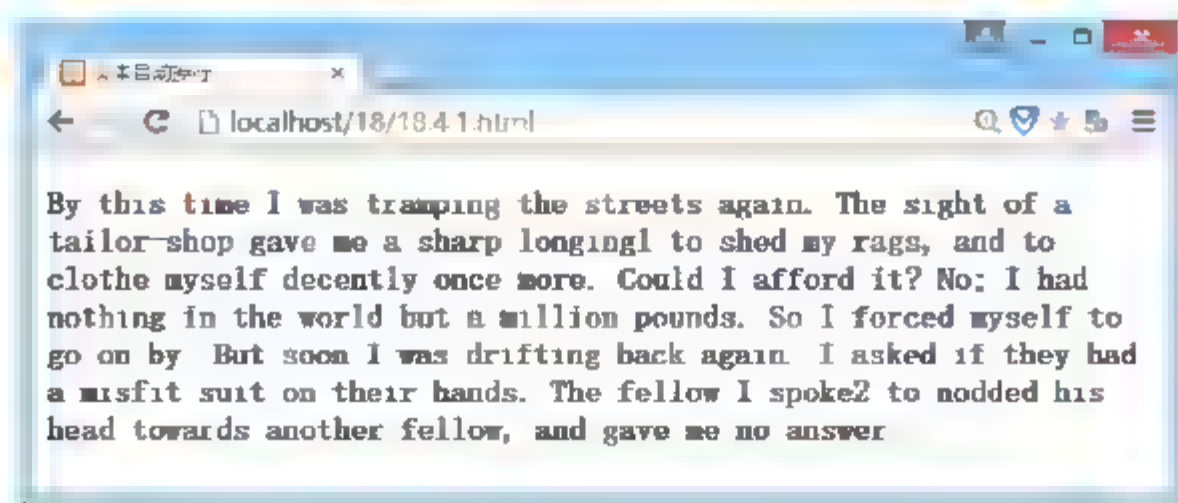 localhost/18/18.4.1.html
By this time I was tramping the streets again. The sight of a
tailor-shop gave me a sharp longing1 to shed my rags, and to
clothe myself decently once more. Could I afford it? No; I had
nothing in the world but a million pounds. So I forced myself to
go on by. But soon I was drifting back again. I asked if they had
a misfit suit on their hands. The fellow I spoke2 to nodded his
head towards another fellow, and gave me no answer